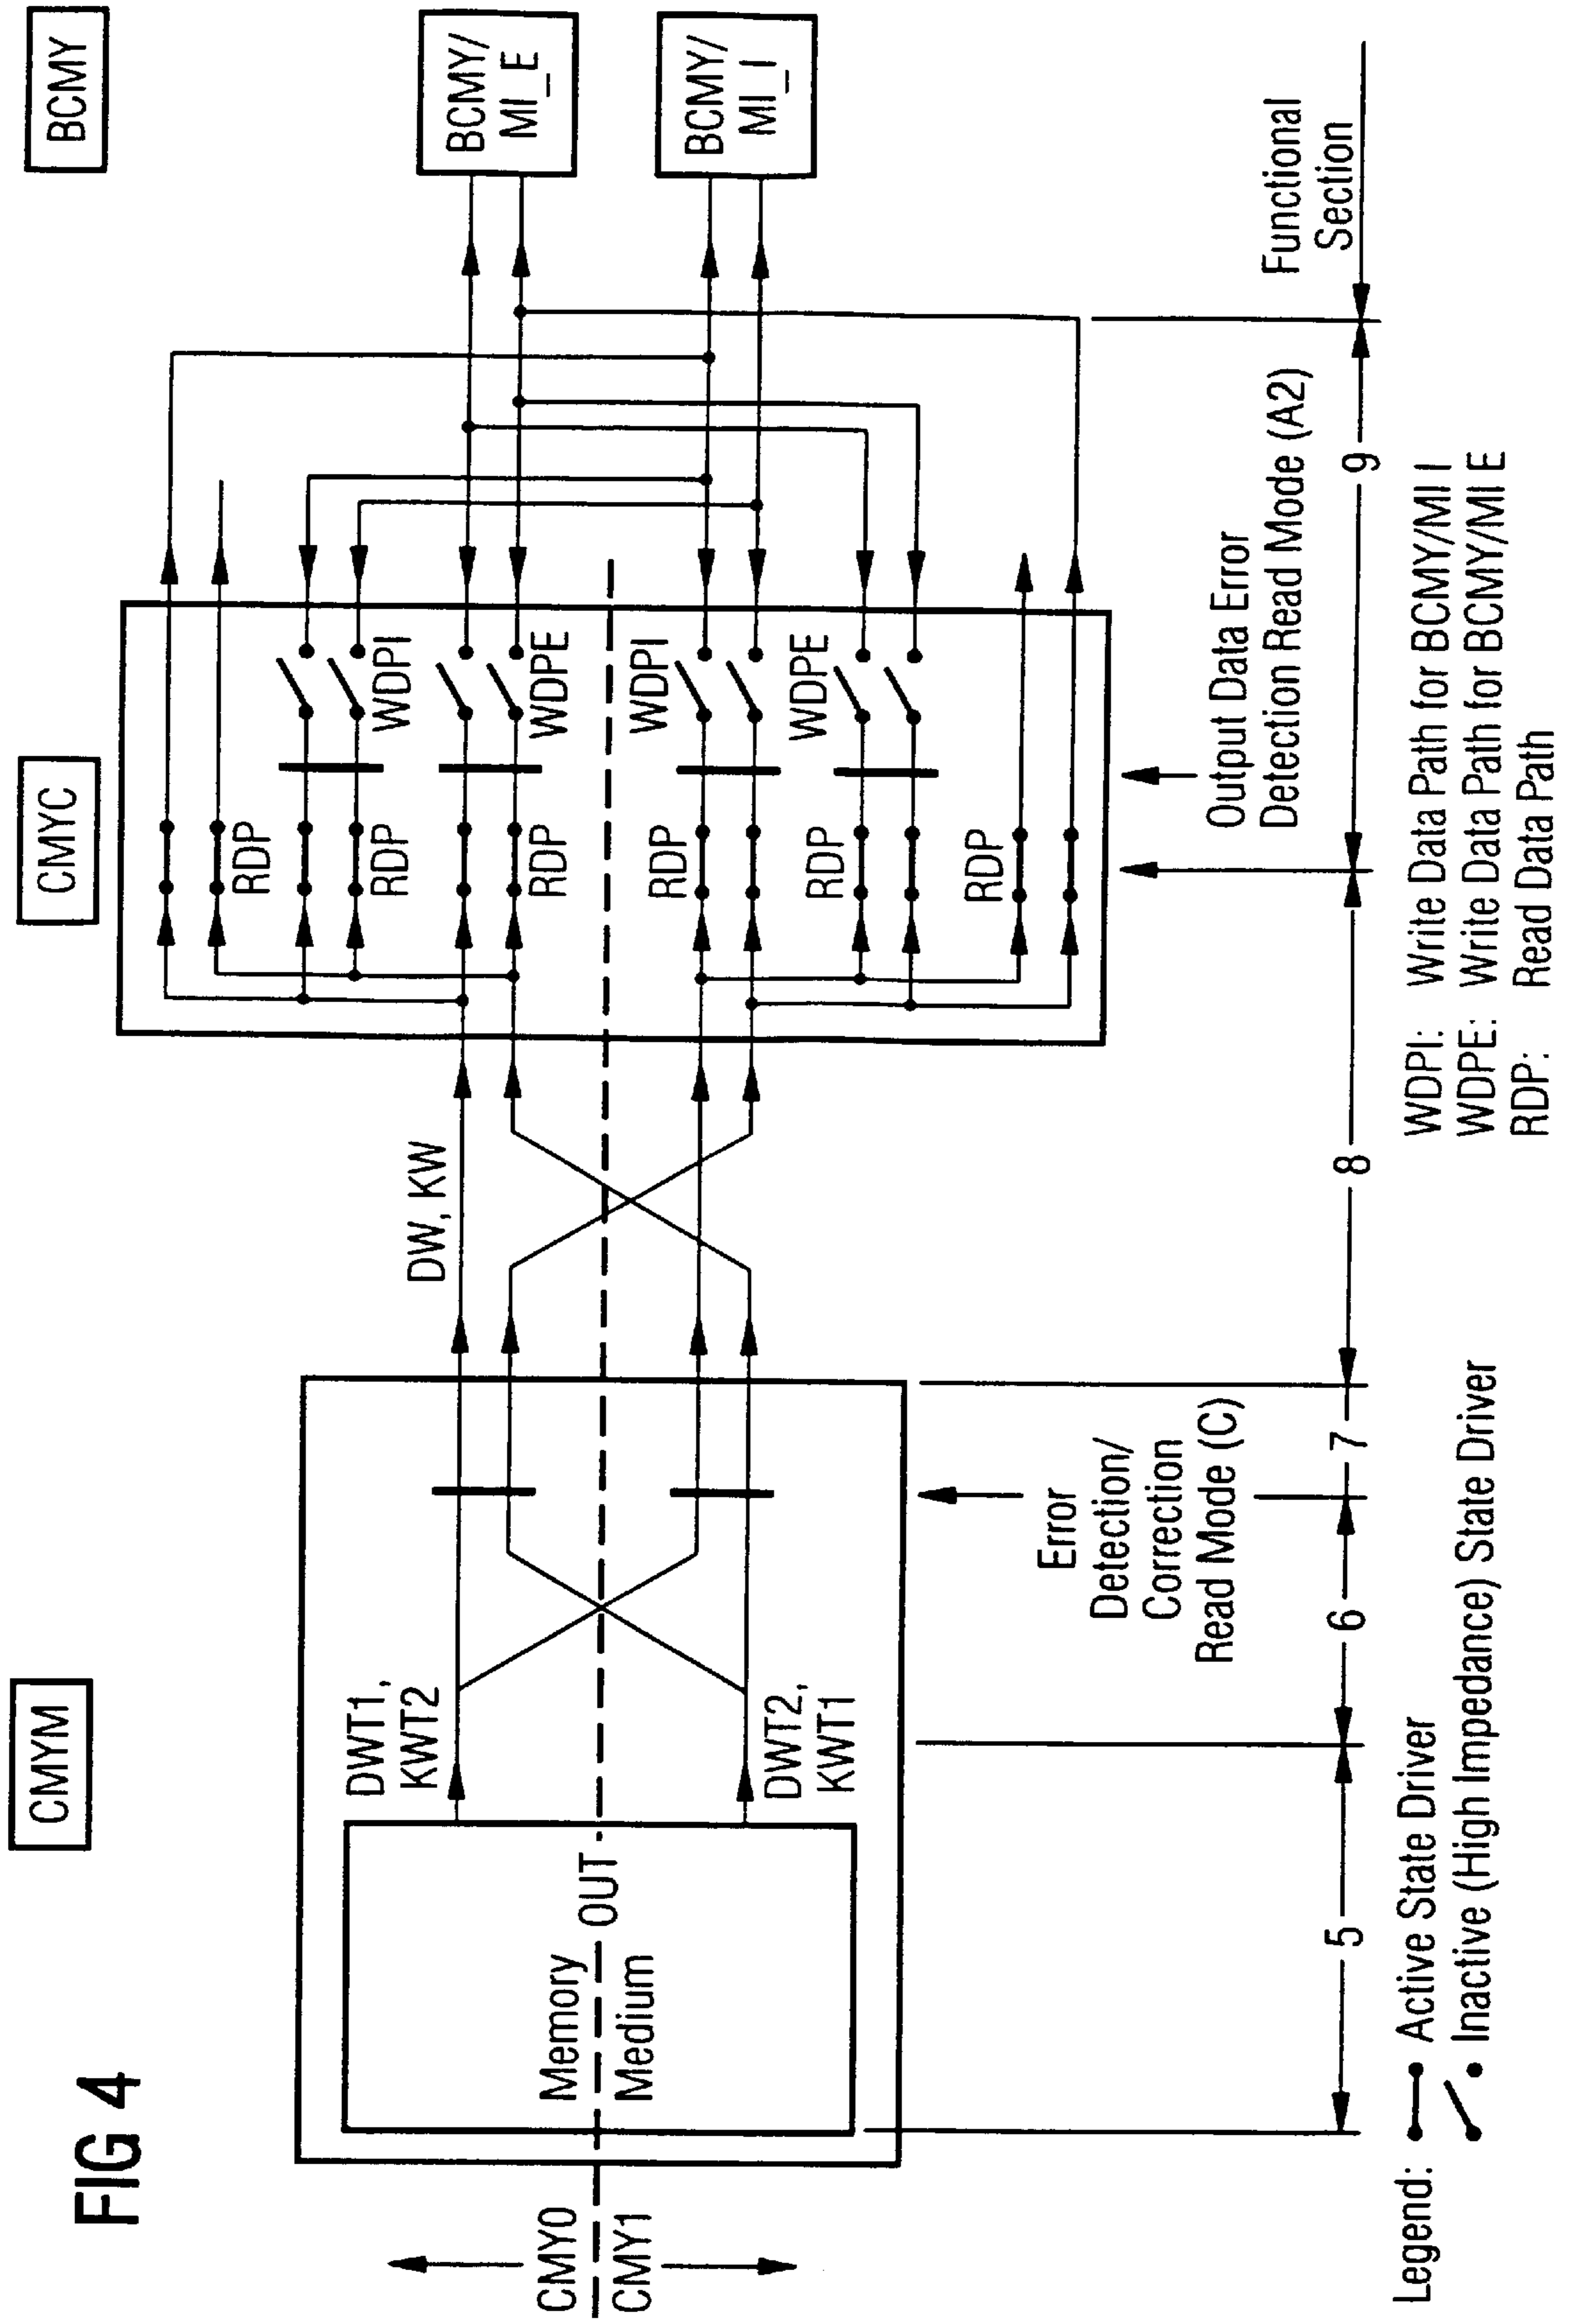 FIG 4
CMYM
CMYC
BCMY
CMY0
CMY1
Memory
OUT
Medium
DWT1,
KWT2
DWT2,
KWT1
DW, KW
RDP
RDP
RDP
RDP
RDP
RDP
WDPI
WDPE
WDPI
WDPE
BCMY/
MI_E
BCMY/
MI_I
Error
Detection/
Correction
Read Mode (C)
Output Data Error
Detection Read Mode (A2)
Functional
Section
5
6
7
8
9
Legend:
Active State Driver
Inactive (High Impedance) State Driver
WDPI: Write Data Path for BCMY/MI I
WDPE: Write Data Path for BCMY/MI E
RDP: Read Data Path